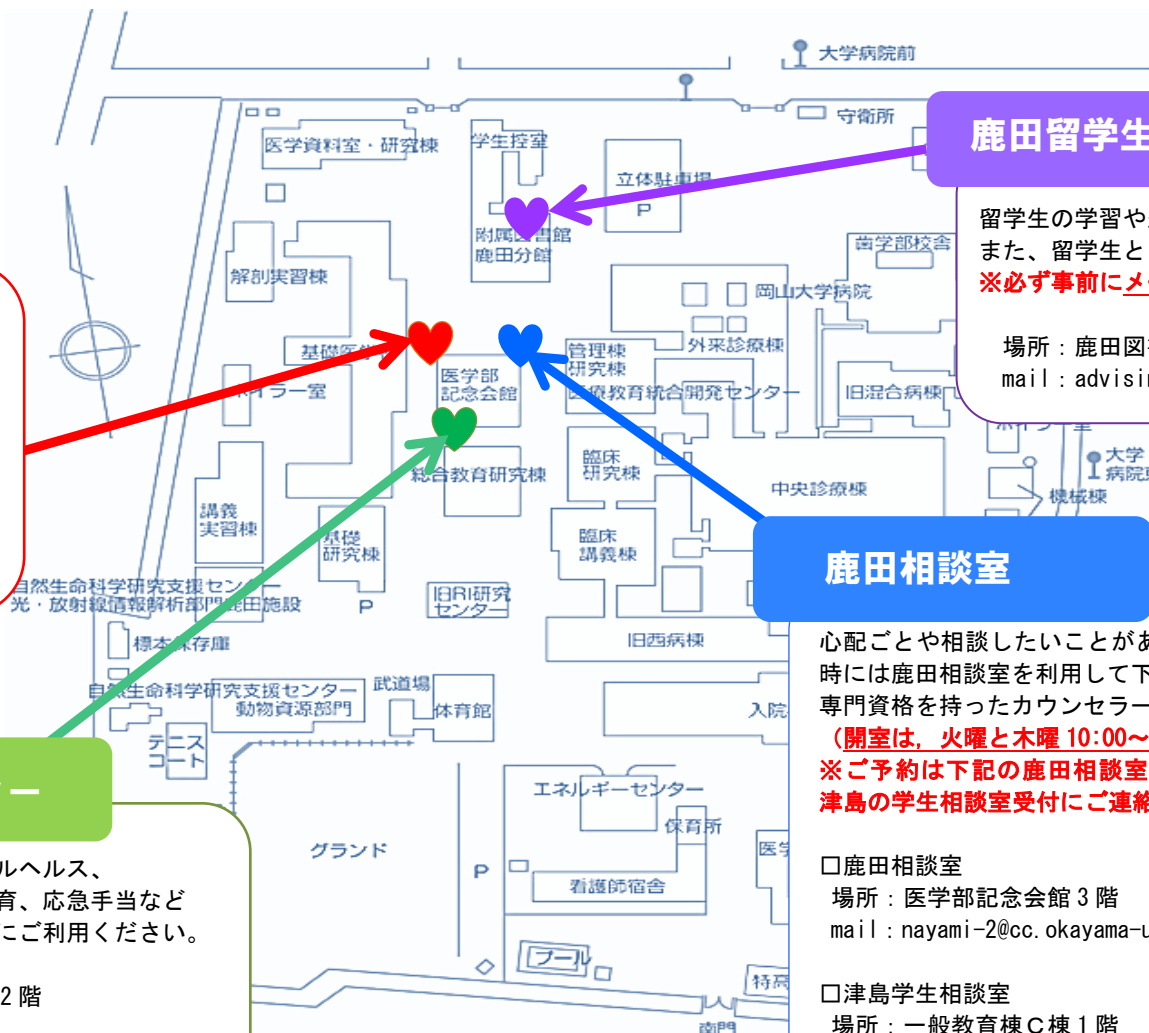 大学病院前
守衛所
医学資料室・研究棟
学生控室
立体駐車場
P
附属図書館
鹿田分館
歯学部校舎
解剖実習棟
岡山大学病院
外来診療棟
管理棟
研究棟
医療教育統合開発センター
旧混合病棟
医学部
記念会館
総合教育研究棟
臨床
研究棟
中央診療棟
大学
機械棟
講義
実習棟
基礎
研究棟
臨床
講義棟
自然生命科学研究支援センター
光・放射線情報解析部門鹿田施設
P
旧RI研究
センター
標本保存庫
旧西病棟
自然生命科学研究支援センター
動物資源部門
武道場
体育館
テニス
コート
エネルギーセンター
保育所
グランド
P
看護師宿舎
プール
南門
鹿田留学生
留学生の学習や
また、留学生と
※必ず事前にメ
場所：鹿田図
mail：advisin
鹿田相談室
心配ごとや相談したいことがあ
時には鹿田相談室を利用して下
専門資格を持ったカウンセラー
（開室は，火曜と木曜 10:00～
※ご予約は下記の鹿田相談室
津島の学生相談室受付にご連絡
□鹿田相談室
場所：医学部記念会館３階
mail：nayami-2@cc.okayama-u
□津島学生相談室
場所：一般教育棟Ｃ棟１階
ー
ルヘルス、
育、応急手当など
にご利用ください。
2 階